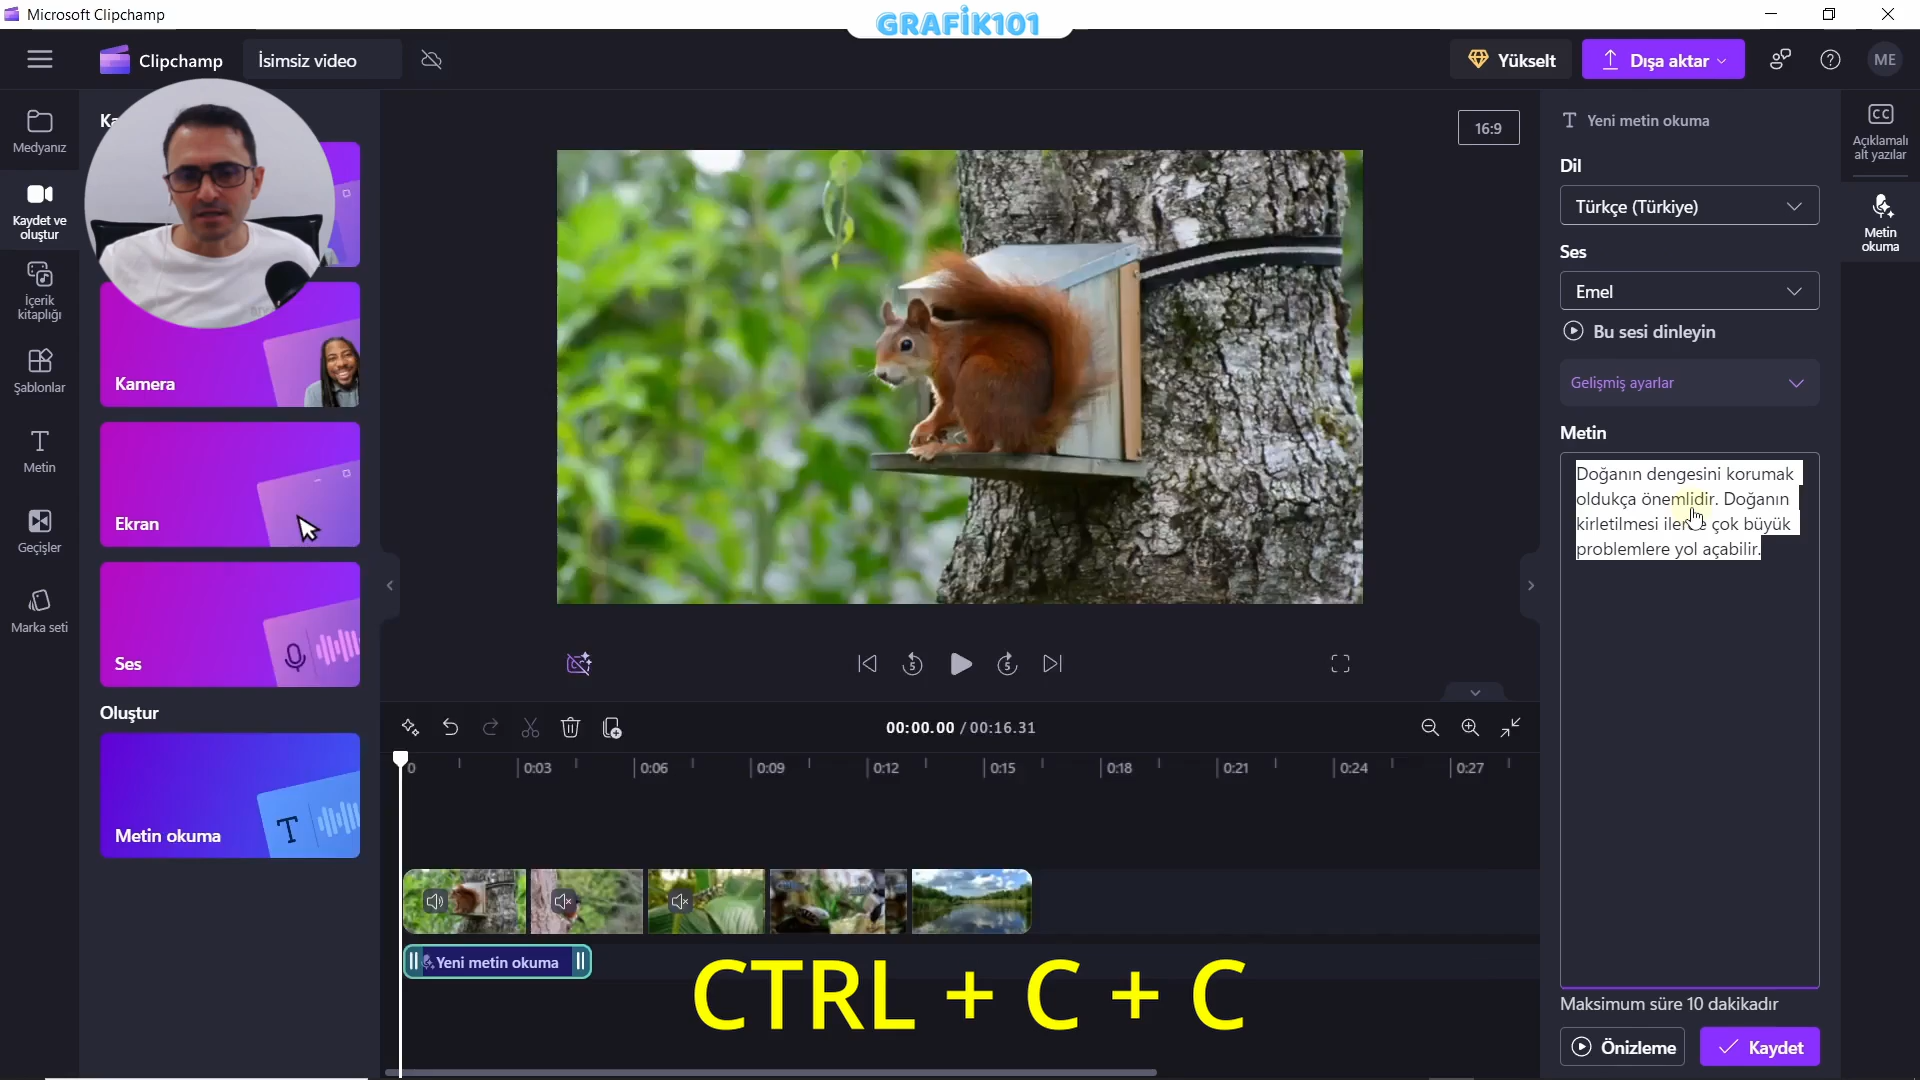 Microsoft Clipchamp
GRAFİK101
Clipchamp
İsimsiz video
Yükselt
Dışa aktar
ME
Medyanız
Kaydet ve
oluştur
İçerik
kitaplığı
Şablonlar
Metin
Geçişler
Marka seti
Kamera
Ekran
Ses
Oluştur
Metin okuma
16:9
00:00.00 / 00:16.31
0
0:03
0:06
0:09
0:12
0:15
0:18
0:21
0:24
0:27
Yeni metin okuma
CTRL + C + C
Yeni metin okuma
Dil
Türkçe (Türkiye)
Ses
Emel
Bu sesi dinleyin
Gelişmiş ayarlar
Metin
Doğanın dengesini korumak
oldukça önemlidir. Doğanın
kirletilmesi ileride çok büyük
problemlere yol açabilir.
Maksimum süre 10 dakikadır
Önizleme
Kaydet
CC
Açıklamalı
alt yazılar
Metin
okuma